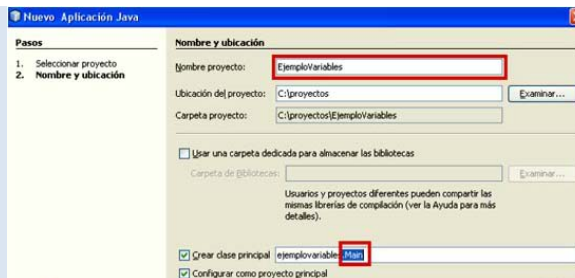 Nuevo Aplicación Java
Pasos
1. Seleccionar proyecto
2. Nombre y ubicación
Nombre y ubicación
Nombre proyecto: EjemploVariables
Ubicación del proyecto: C:\proyectos Examinar...
Carpeta proyecto: C:\proyectos\EjemploVariables
Usar una carpeta dedicada para almacenar las bibliotecas
Carpeta de Bibliotecas: Examinar...
Usuarios y proyectos diferentes pueden compartir las
mismas librerías de compilación (ver la Ayuda para más
detalles).
Crear clase principal ejemplovariables.Main
Configurar como proyecto principal